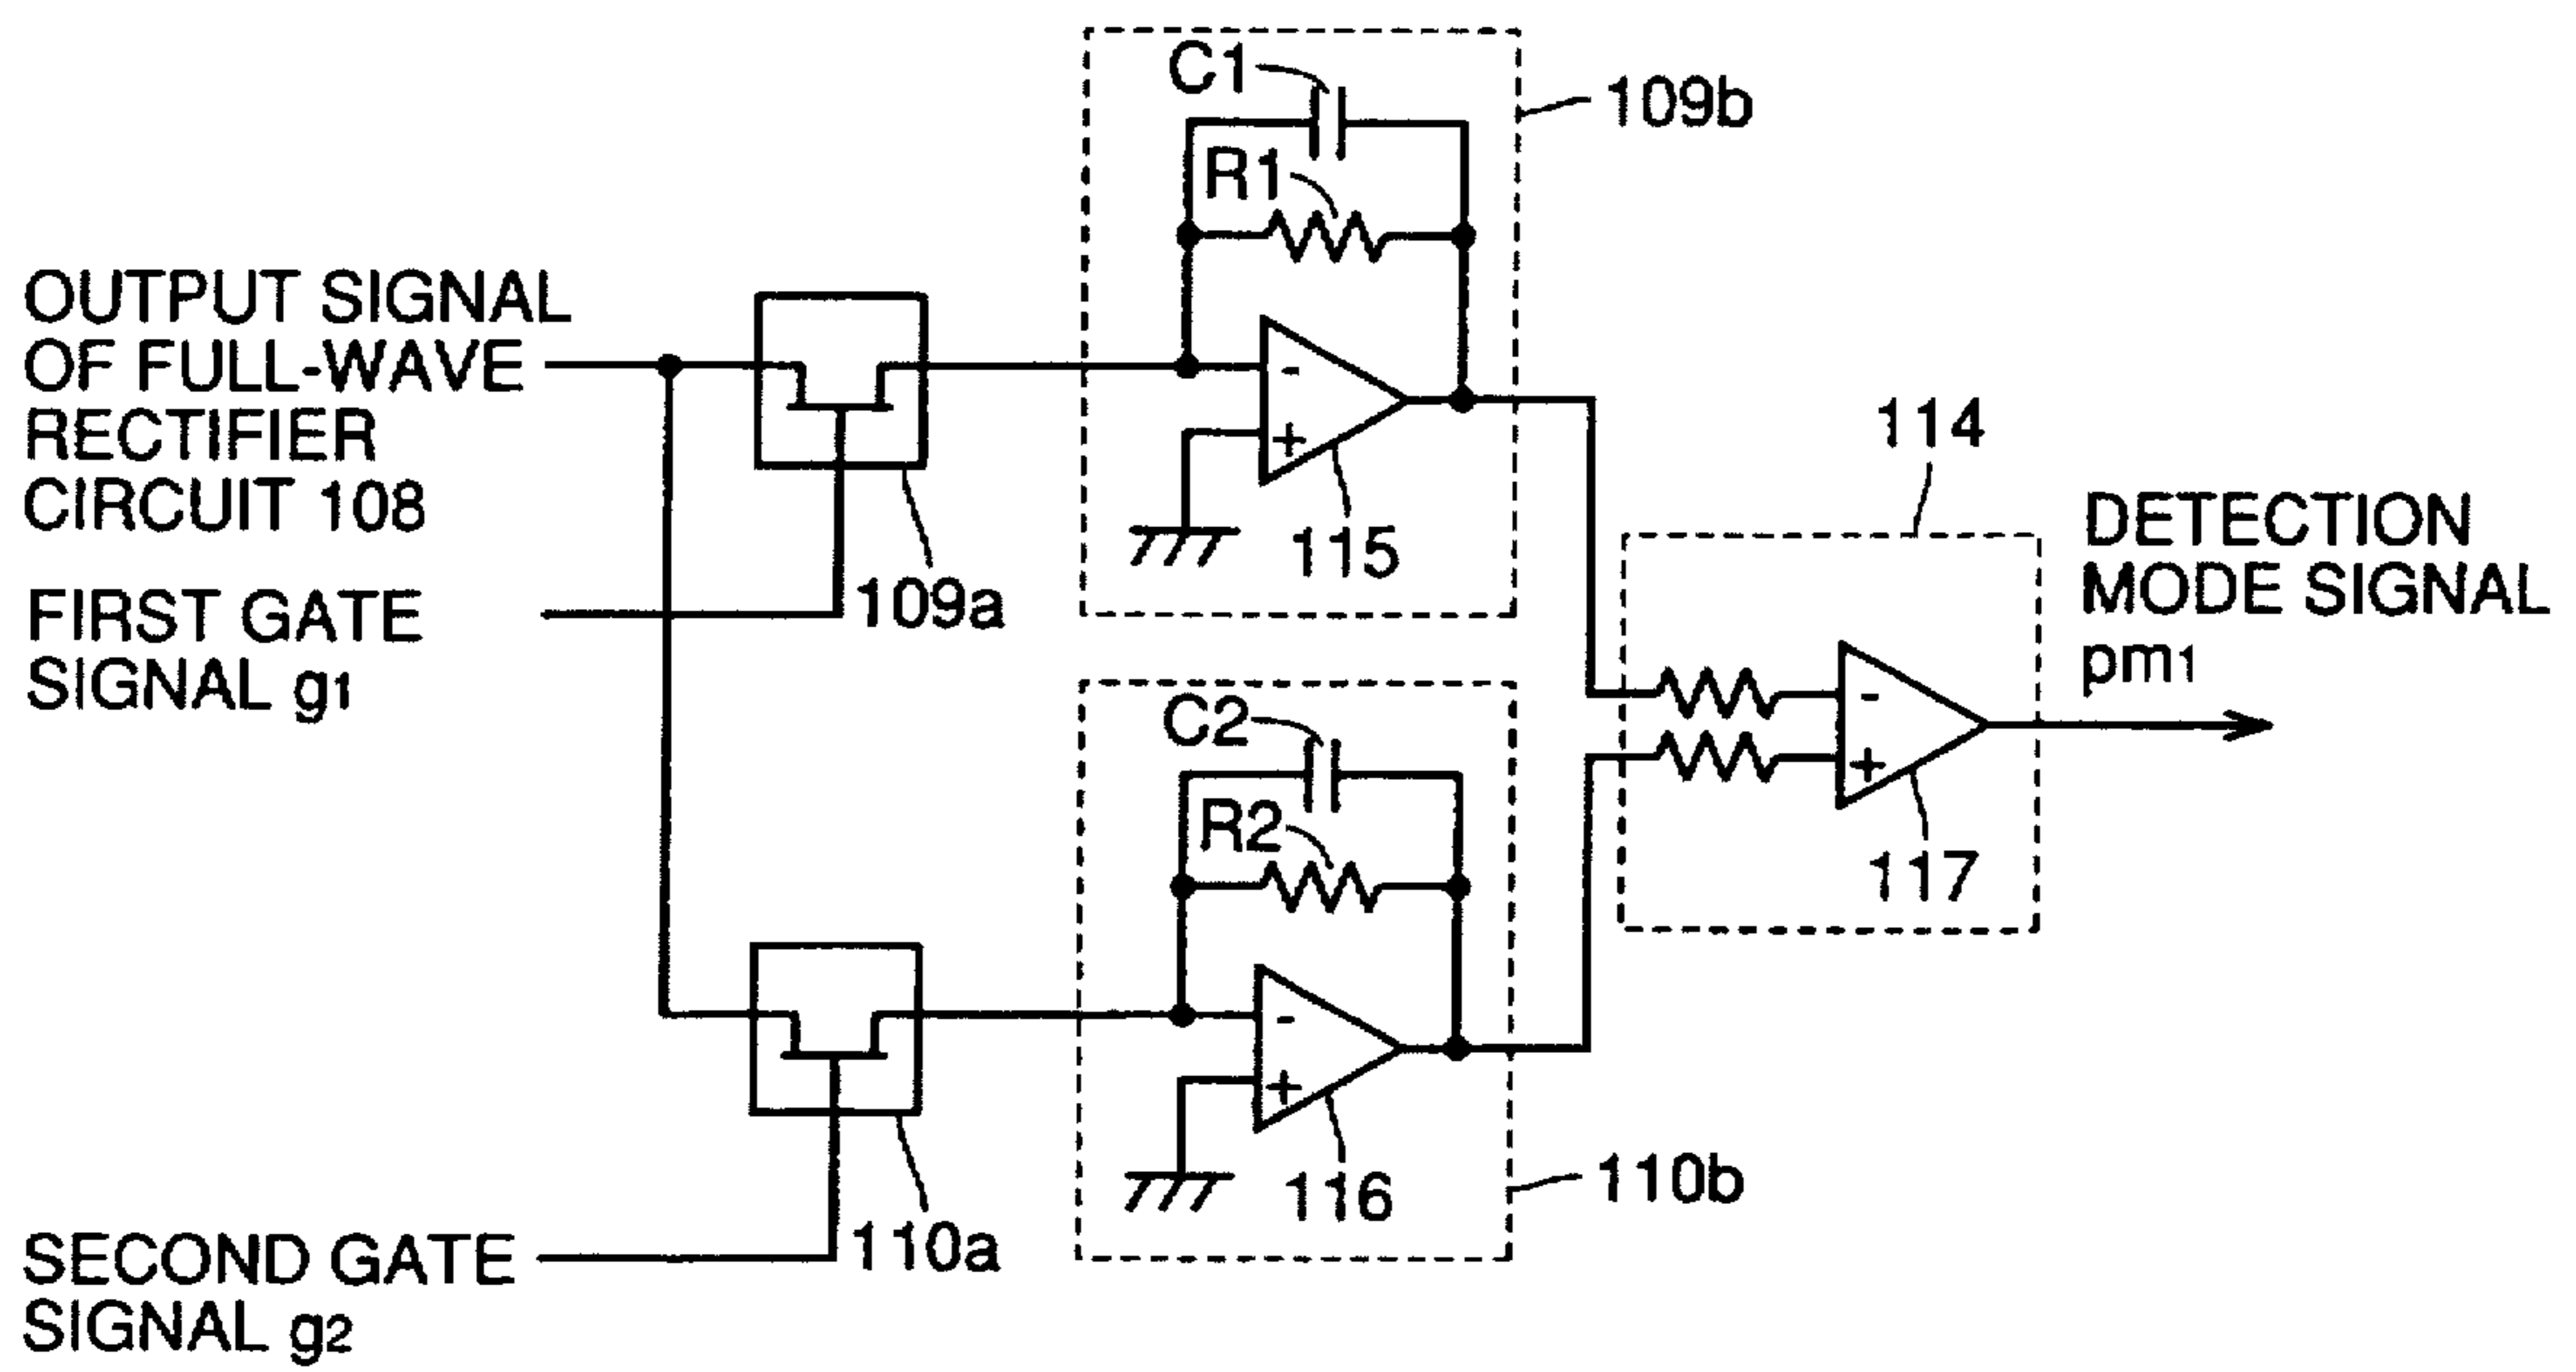 C1
109b
R1
OUTPUT SIGNAL
OF FULL-WAVE
RECTIFIER
CIRCUIT 108
-
+
115
109a
FIRST GATE
SIGNAL g1
114
DETECTION
MODE SIGNAL
pm1
-
+
117
C2
R2
-
+
116
110b
110a
SECOND GATE
SIGNAL g2